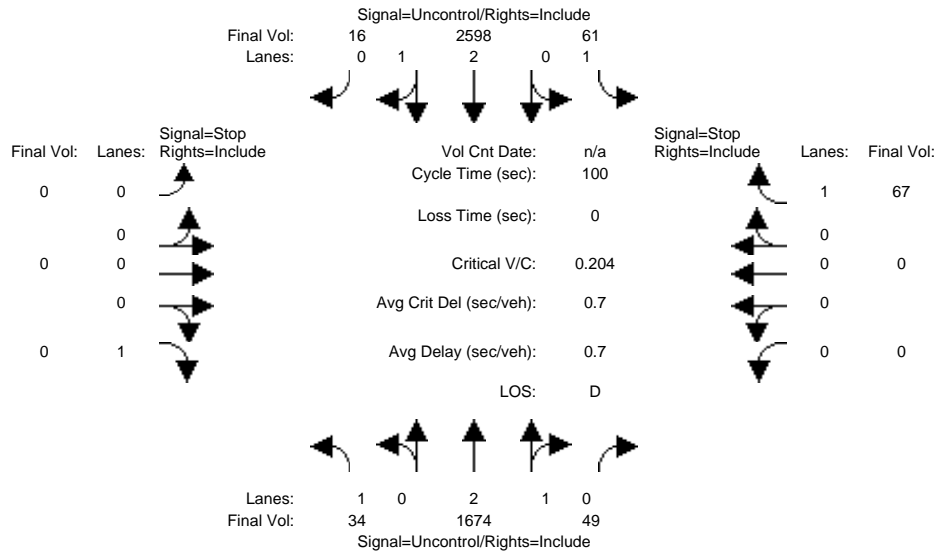 Signal=Uncontrol/Rights=Include
Final Vol: 16 2598 61
Lanes: 0 1 2 0 1
Signal=Stop Signal=Stop
Final Vol: Lanes: Rights=Include Vol Cnt Date: n/a Rights=Include Lanes: Final Vol:
Cycle Time (sec): 100
0 0 1 67
Loss Time (sec): 0
0 0
0 0 Critical V/C: 0.204 0 0
0 Avg Crit Del (sec/veh): 0.7 0
0 1 Avg Delay (sec/veh): 0.7 0 0
LOS: D
Lanes: 1 0 2 1 0
Final Vol: 34 1674 49
Signal=Uncontrol/Rights=Include